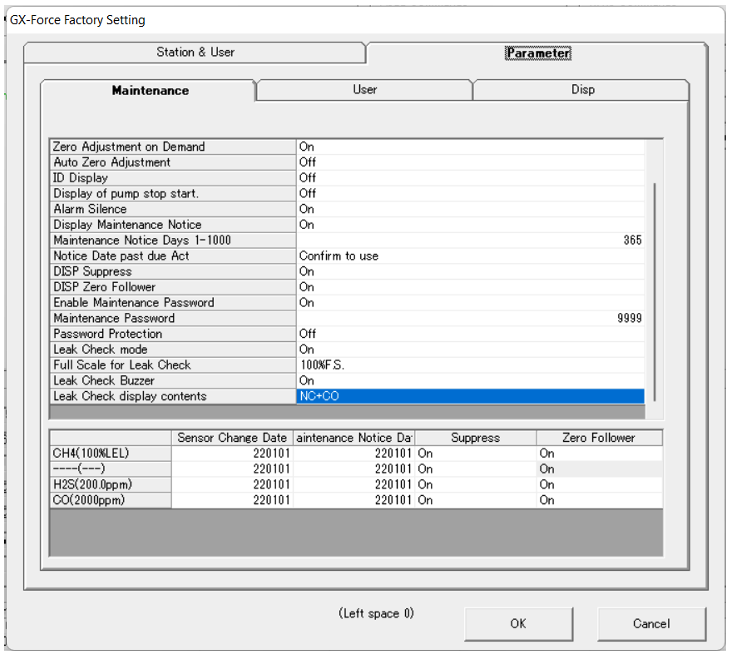 GX-Force Factory Setting
Station & User Parameter
Maintenance User Disp
Zero Adjustment on Demand On
Auto Zero Adjustment Off
ID Display Off
Display of pump stop start. Off
Alarm Silence On
Display Maintenance Notice On
Maintenance Notice Days 1-1000 365
Notice Date past due Act Confirm to use
DISP Suppress On
DISP Zero Follower On
Enable Maintenance Password On
Maintenance Password 9999
Password Protection Off
Leak Check mode On
Full Scale for Leak Check 100%F.S.
Leak Check Buzzer On
Leak Check display contents NC+CO
Sensor Change Date aintenance Notice Da Suppress Zero Follower
CH4(100%LEL) 220101 220101 On On
----(---) 220101 220101 On On
H2S(200.0ppm) 220101 220101 On On
CO(2000ppm) 220101 220101 On On
(Left space 0) OK Cancel